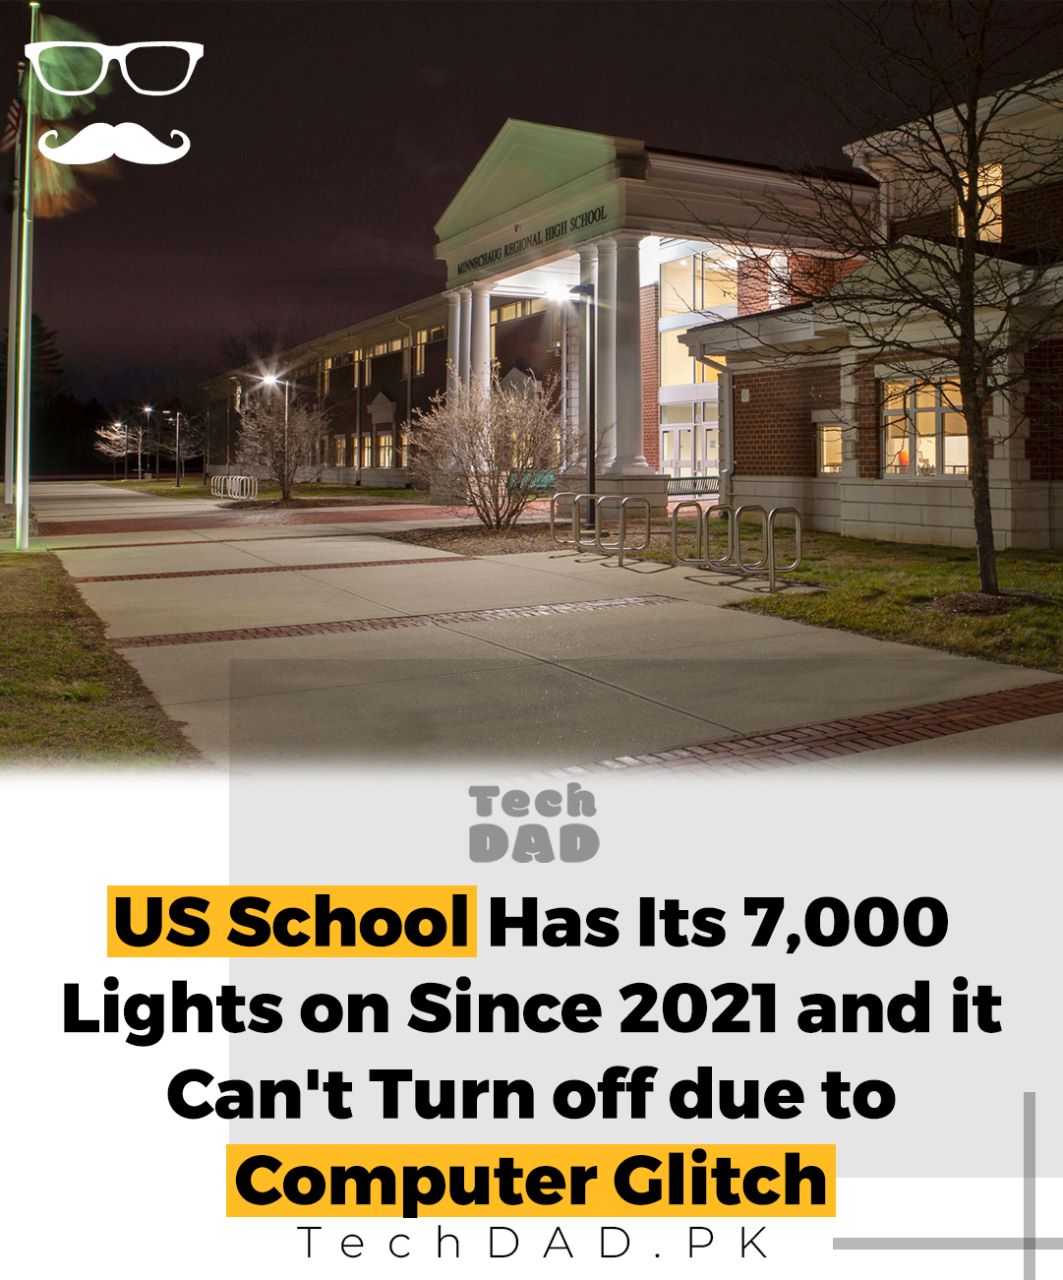 MINNECHAUG REGIONAL HIGH SCHOOL
Tech
DAD
US School Has Its 7,000
Lights on Since 2021 and it
Can't Turn off due to
Computer Glitch
TechDAD.PK